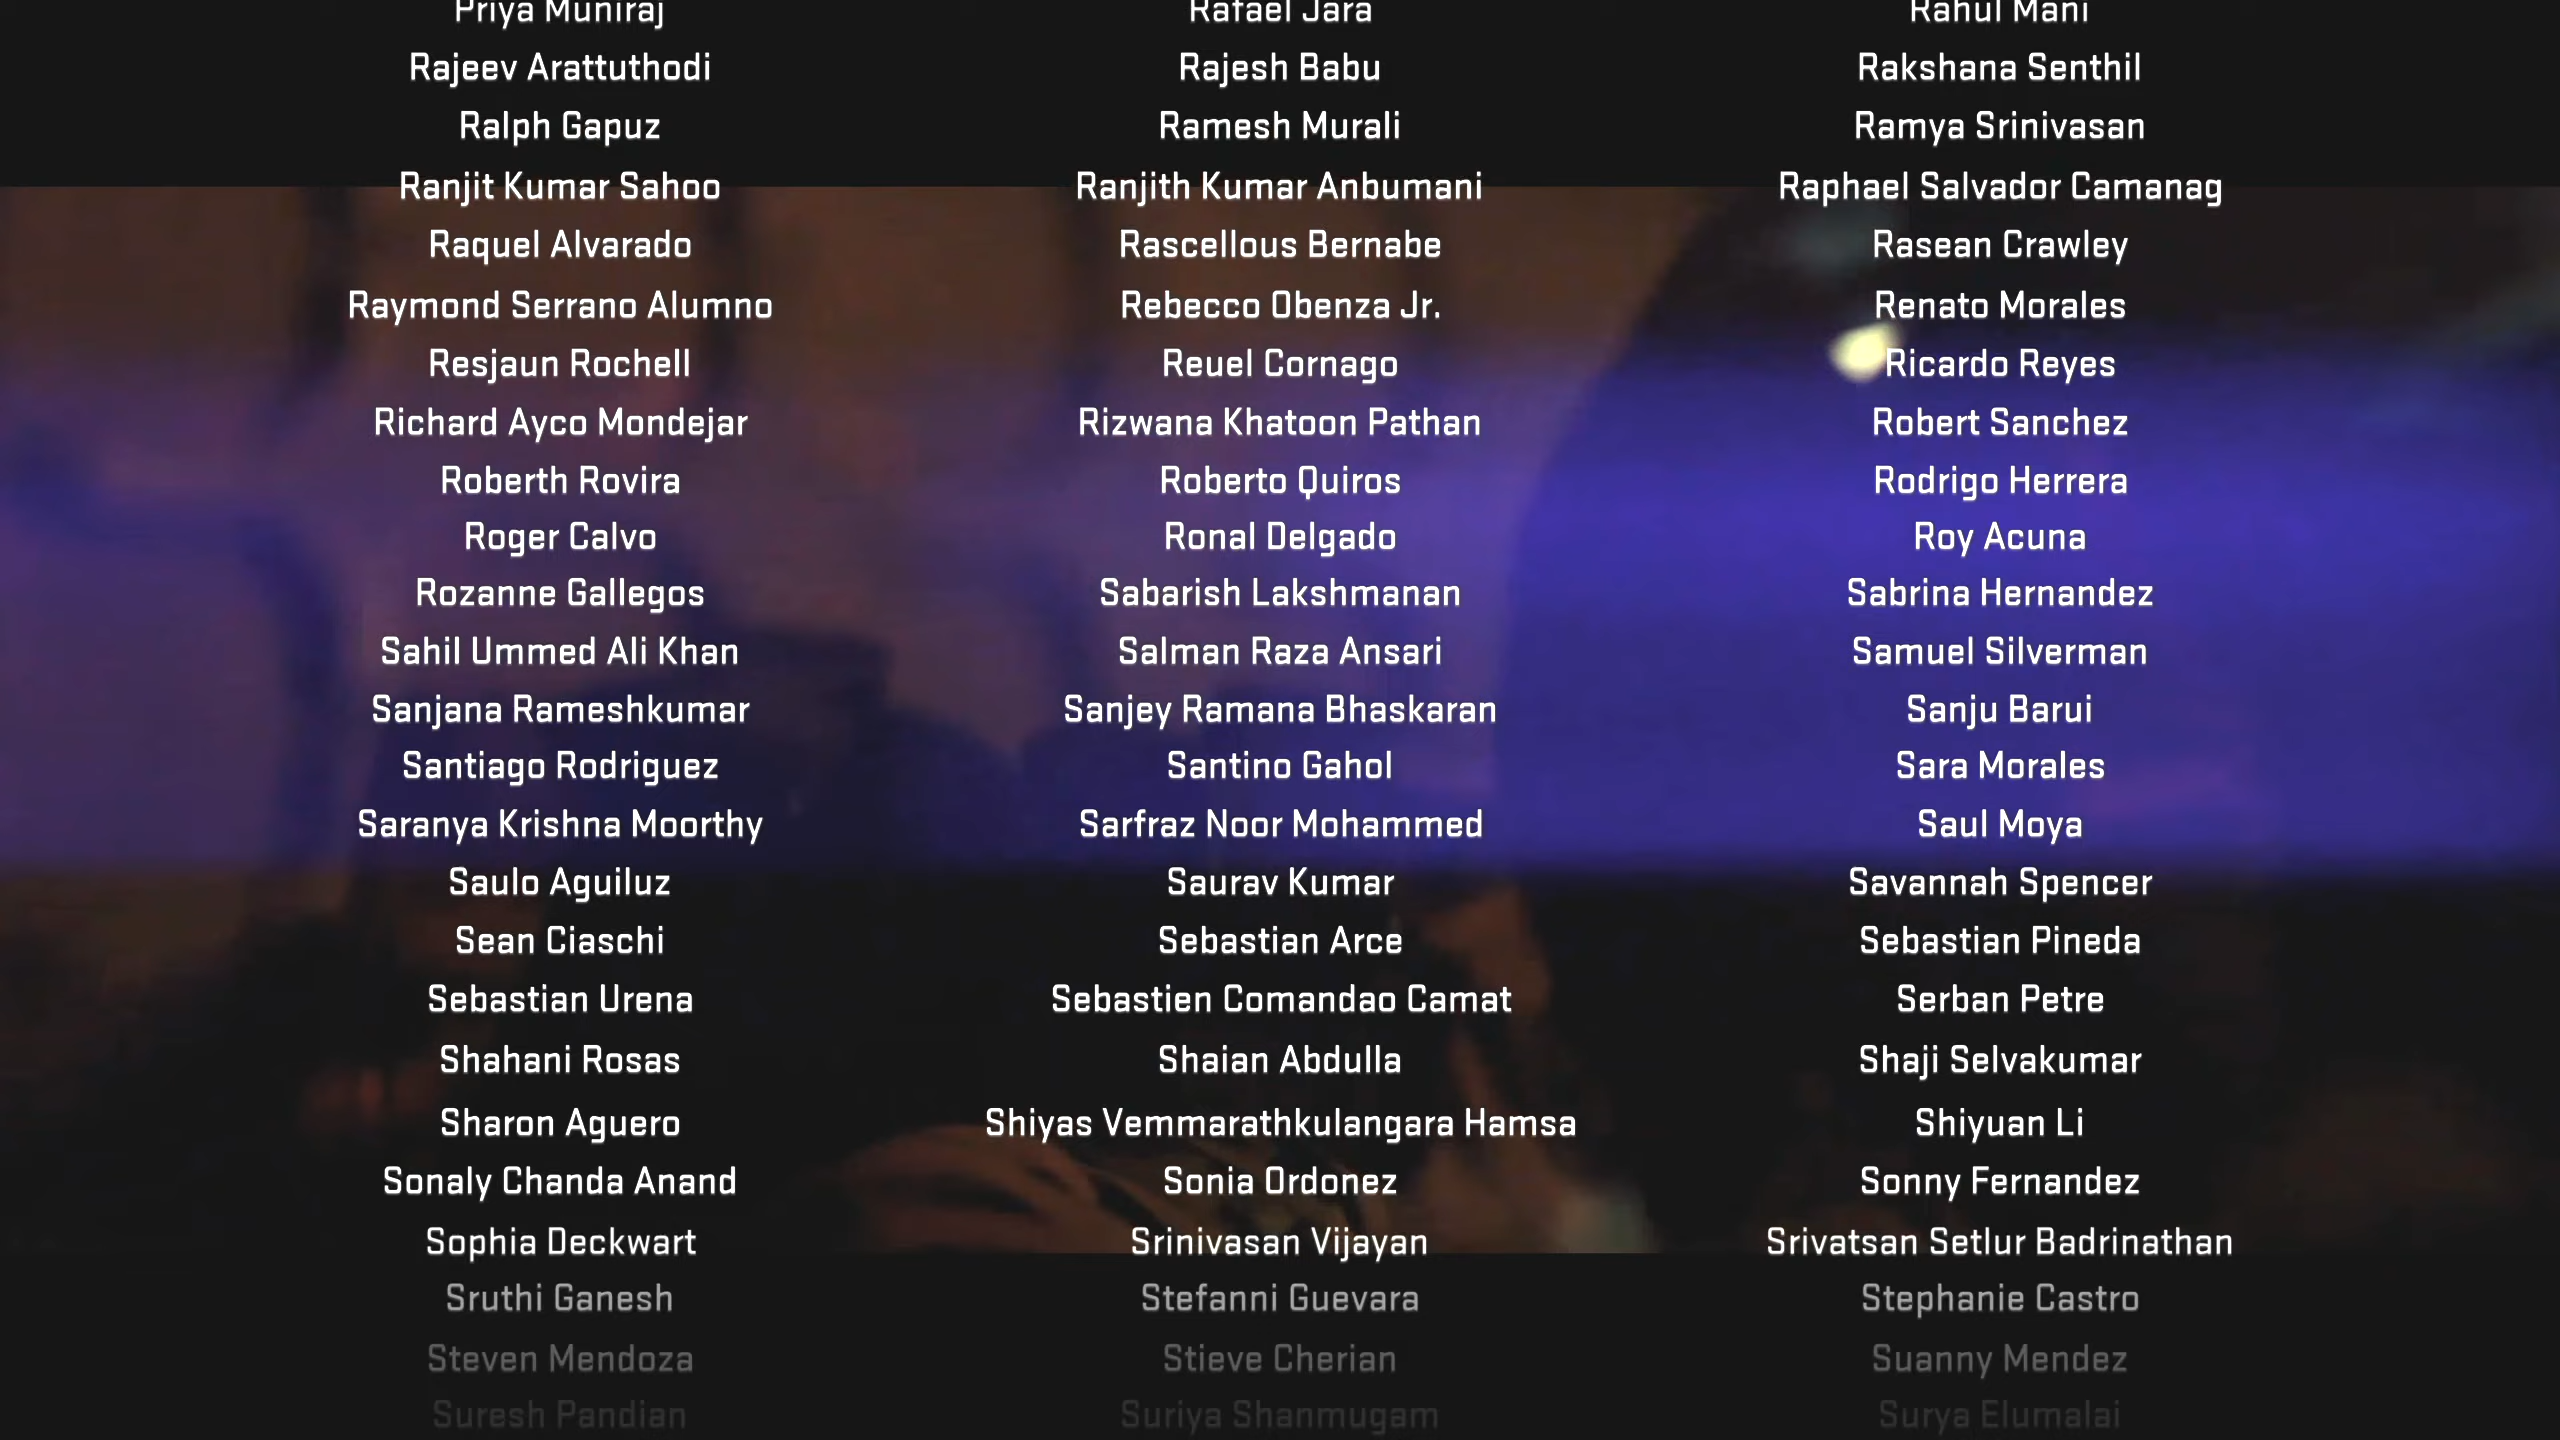 Priya Muniraj Rafael Jara Rahul Mani
Rajeev Arattuthodi Rajesh Babu Rakshana Senthil
Ralph Gapuz Ramesh Murali Ramya Srinivasan
Ranjit Kumar Sahoo Ranjith Kumar Anbumani Raphael Salvador Camanag
Raquel Alvarado Rascellous Bernabe Rasean Crawley
Raymond Serrano Alumno Rebecco Obenza Jr. Renato Morales
Resjaun Rochell Reuel Cornago Ricardo Reyes
Richard Ayco Mondejar Rizwana Khatoon Pathan Robert Sanchez
Roberth Rovira Roberto Quiros Rodrigo Herrera
Roger Calvo Ronal Delgado Roy Acuna
Rozanne Gallegos Sabarish Lakshmanan Sabrina Hernandez
Sahil Ummed Ali Khan Salman Raza Ansari Samuel Silverman
Sanjana Rameshkumar Sanjey Ramana Bhaskaran Sanju Barui
Santiago Rodriguez Santino Gahol Sara Morales
Saranya Krishna Moorthy Sarfraz Noor Mohammed Saul Moya
Saulo Aguiluz Saurav Kumar Savannah Spencer
Sean Ciaschi Sebastian Arce Sebastian Pineda
Sebastian Urena Sebastien Comandao Camat Serban Petre
Shahani Rosas Shaian Abdulla Shaji Selvakumar
Sharon Aguero Shiyas Vemmarathkulangara Hamsa Shiyuan Li
Sonaly Chanda Anand Sonia Ordonez Sonny Fernandez
Sophia Deckwart Srinivasan Vijayan Srivatsan Setlur Badrinathan
Sruthi Ganesh Stefanni Guevara Stephanie Castro
Steven Mendoza Stieve Cherian Suanny Mendez
Suresh Pandian Suriya Shanmugam Surya Elumalai